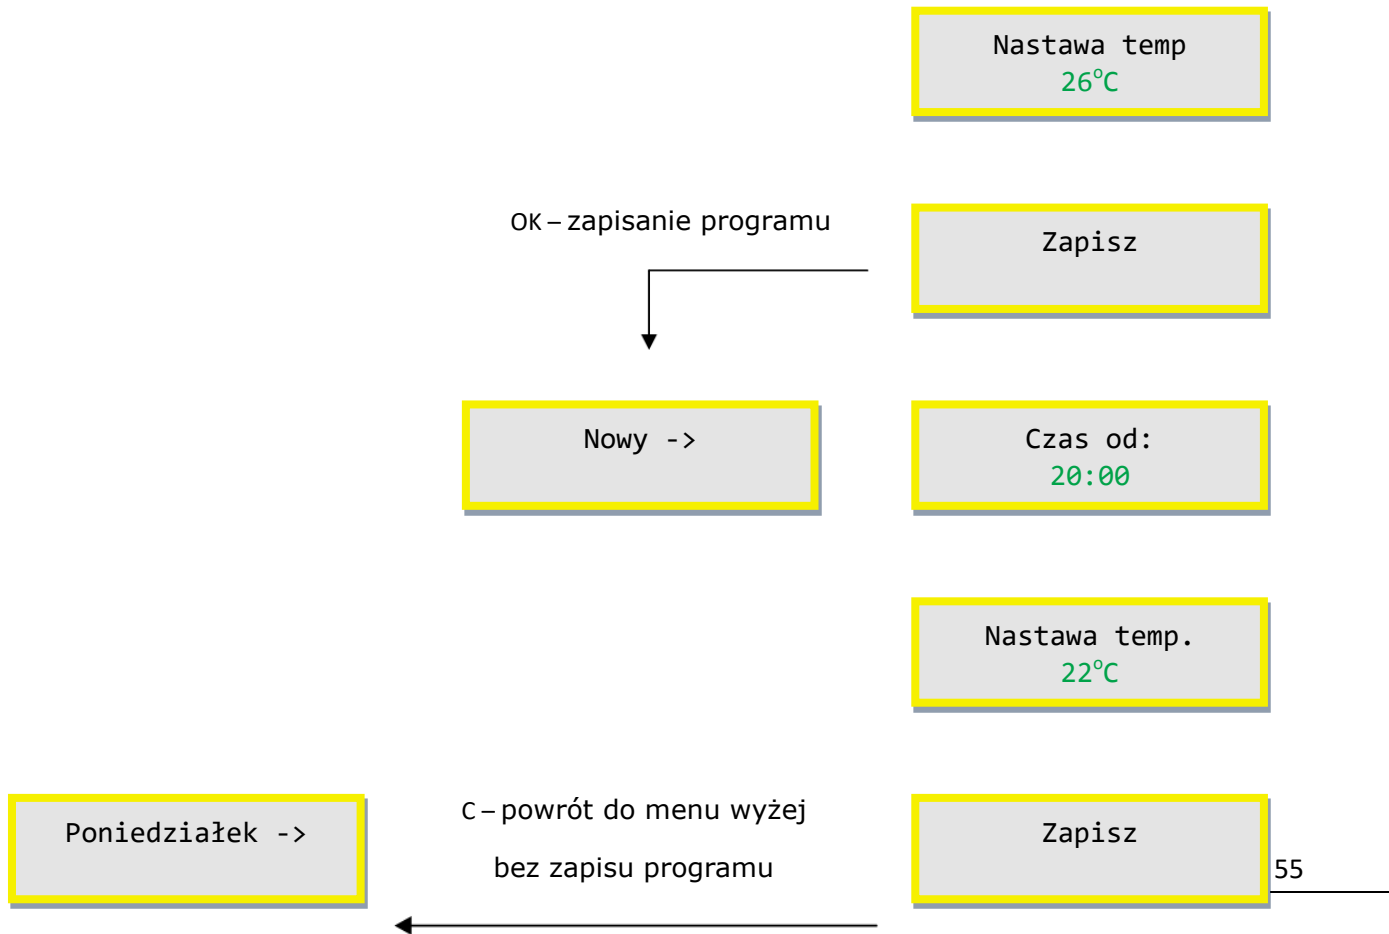 Nastawa temp
26°C
OK – zapisanie programu
Zapisz
Nowy ->
Czas od:
20:00
Nastawa temp.
22°C
Poniedziałek ->
C – powrót do menu wyżej
bez zapisu programu
Zapisz
55